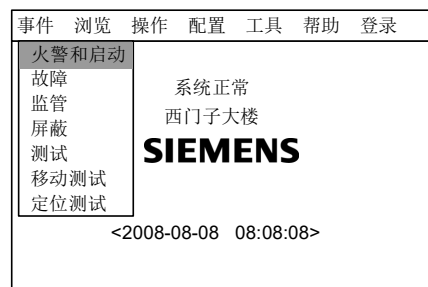 事件 浏览 操作 配置 工具 帮助 登录
火警和启动
故障
监管
屏蔽
测试
移动测试
定位测试
系统正常
西门子大楼
SIEMENS
<2008-08-08 08:08:08>